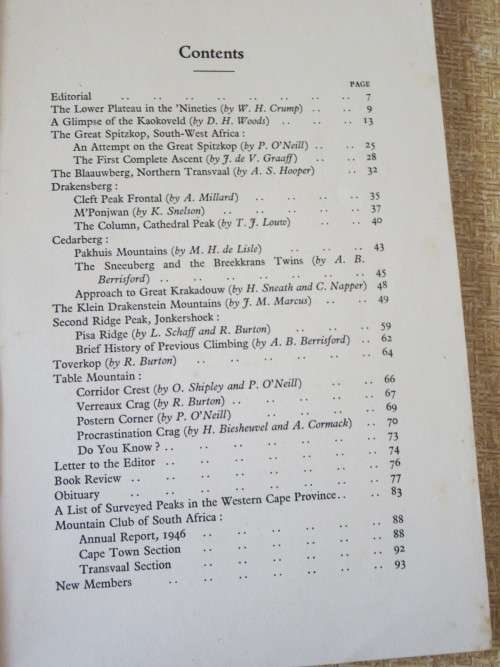 Contents
PAGE
Editorial .. .. .. .. .. .. .. .. 7
The Lower Plateau in the 'Nineties (by W. H. Crump) .. .. 9
A Glimpse of the Kaokoveld (by D. H. Woods) .. .. .. 13
The Great Spitzkop, South-West Africa :
An Attempt on the Great Spitzkop (by P. O'Neill) .. .. 25
The First Complete Ascent (by J. de V. Graaff) .. .. 28
The Blaauwberg, Northern Transvaal (by A. S. Hooper) .. 32
Drakensberg :
Cleft Peak Frontal (by A. Millard) .. .. .. .. 35
M'Ponjwan (by K. Snelson) .. .. .. .. .. 37
The Column, Cathedral Peak (by T. J. Louw) .. .. 40
Cedarberg :
Pakhuis Mountains (by M. H. de Lisle) .. .. .. 43
The Sneeuberg and the Breekkrans Twins (by A. B.
Berrisford) .. .. .. .. .. .. .. 45
Approach to Great Krakadouw (by H. Sneath and C. Napper) 48
The Klein Drakenstein Mountains (by J. M. Marcus) .. .. 49
Second Ridge Peak, Jonkershoek :
Pisa Ridge (by L. Schaff and R. Burton) .. .. .. 59
Brief History of Previous Climbing (by A. B. Berrisford) .. 62
Toverkop (by R. Burton) .. .. .. .. .. .. 64
Table Mountain :
Corridor Crest (by O. Shipley and P. O'Neill) .. .. 66
Verreaux Crag (by R. Burton) .. .. .. .. .. 67
Postern Corner (by P. O'Neill) .. .. .. .. 69
Procrastination Crag (by H. Biesheuvel and A. Cormack) .. 70
Do You Know ? .. .. .. .. .. .. .. 73
Letter to the Editor .. .. .. .. .. .. .. 74
Book Review .. .. .. .. .. .. .. .. 76
Obituary .. .. .. .. .. .. .. 77
A List of Surveyed Peaks in the Western Cape Province.. .. 83
Mountain Club of South Africa :
Annual Report, 1946 .. .. .. .. .. .. 88
Cape Town Section .. .. .. .. .. .. 88
Transvaal Section .. .. .. .. .. .. 92
New Members .. .. .. .. .. .. .. 93